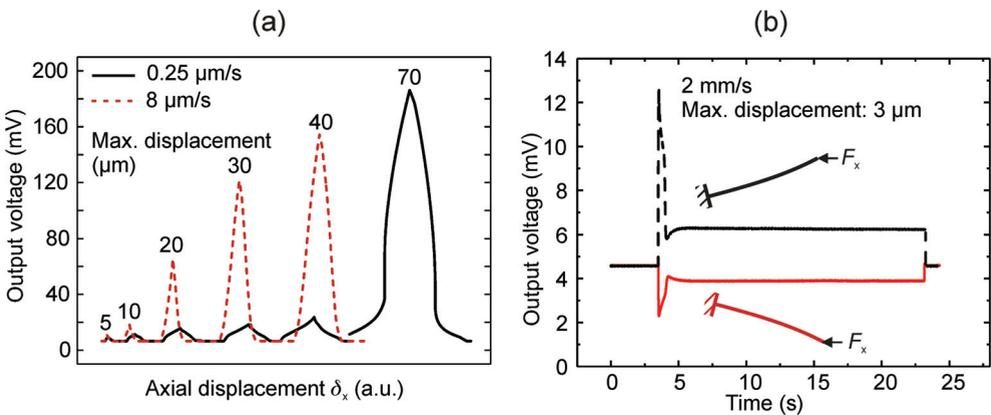 (a)
200
160
120
80
40
0
Output voltage (mV)
0.25 µm/s
8 µm/s
Max. displacement
(µm)
5
10
20
30
40
70
Axial displacement δx (a.u.)
(b)
14
12
10
8
6
4
2
0
Output voltage (mV)
2 mm/s
Max. displacement: 3 µm
Fx
Fx
0 5 10 15 20 25
Time (s)